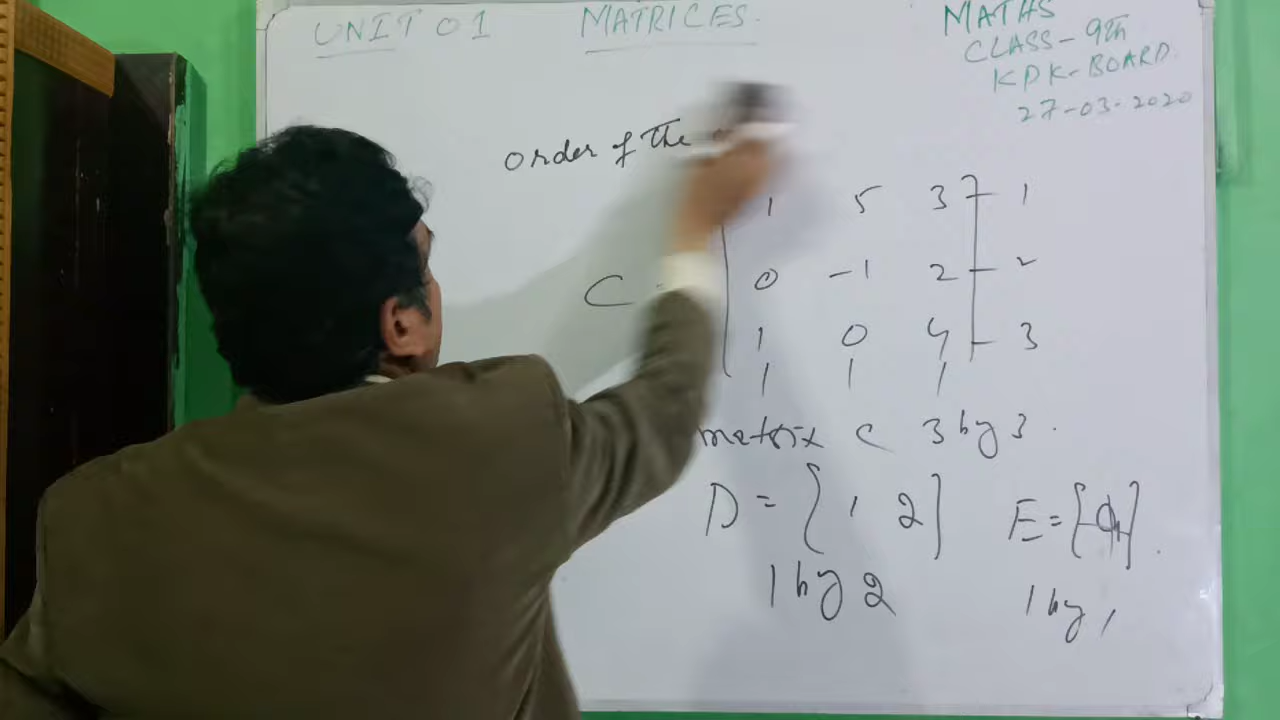 UNIT 01 MATRICES.
MATHS
CLASS - 9th
KPK - BOARD
27-03-2020
order of the
1 5 3 1
C 0 -1 2 2
1 0 4 3
1 1 1
matrix C 3 by 3.
D = [ 1 2 ] E = [ ]
1 by 2 1 by 1